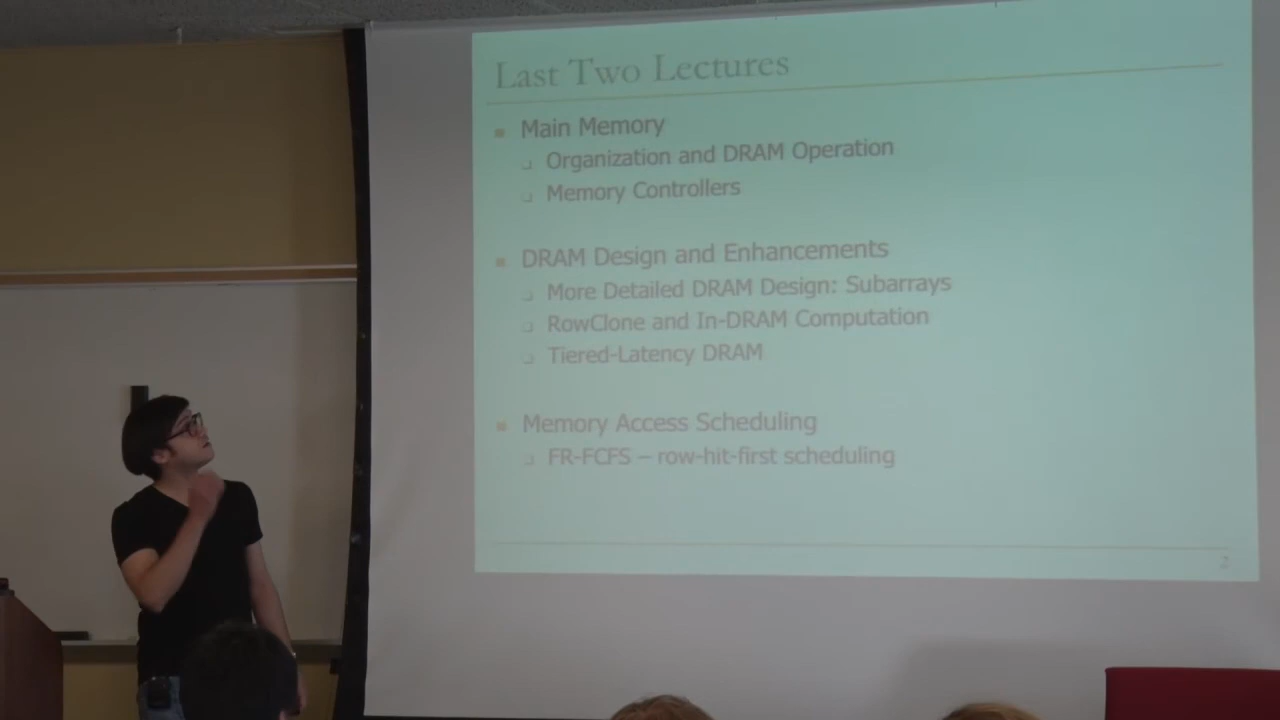 Last Two Lectures
Main Memory
Organization and DRAM Operation
Memory Controllers
DRAM Design and Enhancements
More Detailed DRAM Design: Subarrays
RowClone and In-DRAM Computation
Tiered-Latency DRAM
Memory Access Scheduling
FR-FCFS – row-hit-first scheduling
2